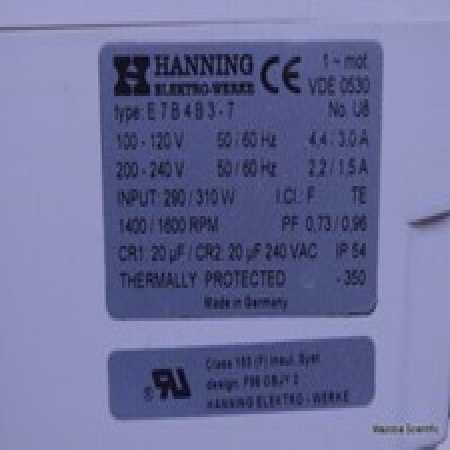 HANNING
ELEKTRO-WERKE
CE
1 ~ mot.
VDE 0530
type: E 7 B 4 B 3 - 7
No. U8
100 - 120 V 50 / 60 Hz 4,4 / 3,0 A
200 - 240 V 50 / 60 Hz 2,2 / 1,5 A
INPUT: 290 / 310 W I.Cl.: F TE
1400 / 1600 RPM PF 0,73 / 0,96
CR1: 20 µF / CR2: 20 µF 240 VAC IP 54
THERMALLY PROTECTED - 350
Made in Germany
Class 155 (F) Insul. Syst.
design.
HANNING ELEKTRO - WERKE